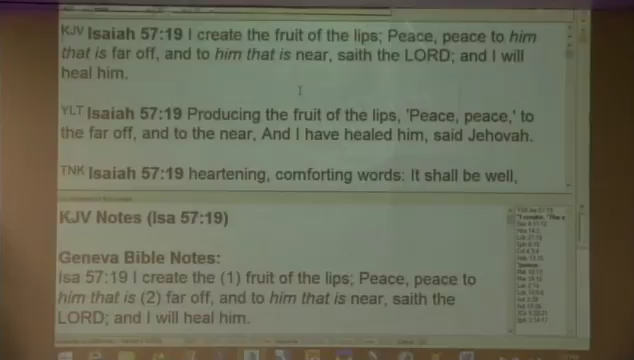 KJV Isaiah 57:19 I create the fruit of the lips; Peace, peace to him
that is far off, and to him that is near, saith the LORD; and I will
heal him.
YLT Isaiah 57:19 Producing the fruit of the lips, 'Peace, peace,' to
the far off, and to the near, And I have healed him, said Jehovah.
TNK Isaiah 57:19 heartening, comforting words: It shall be well,
KJV Notes (Isa 57:19)
Geneva Bible Notes:
Isa 57:19 I create the (1) fruit of the lips; Peace, peace to
him that is (2) far off, and to him that is near, saith the
LORD; and I will heal him.